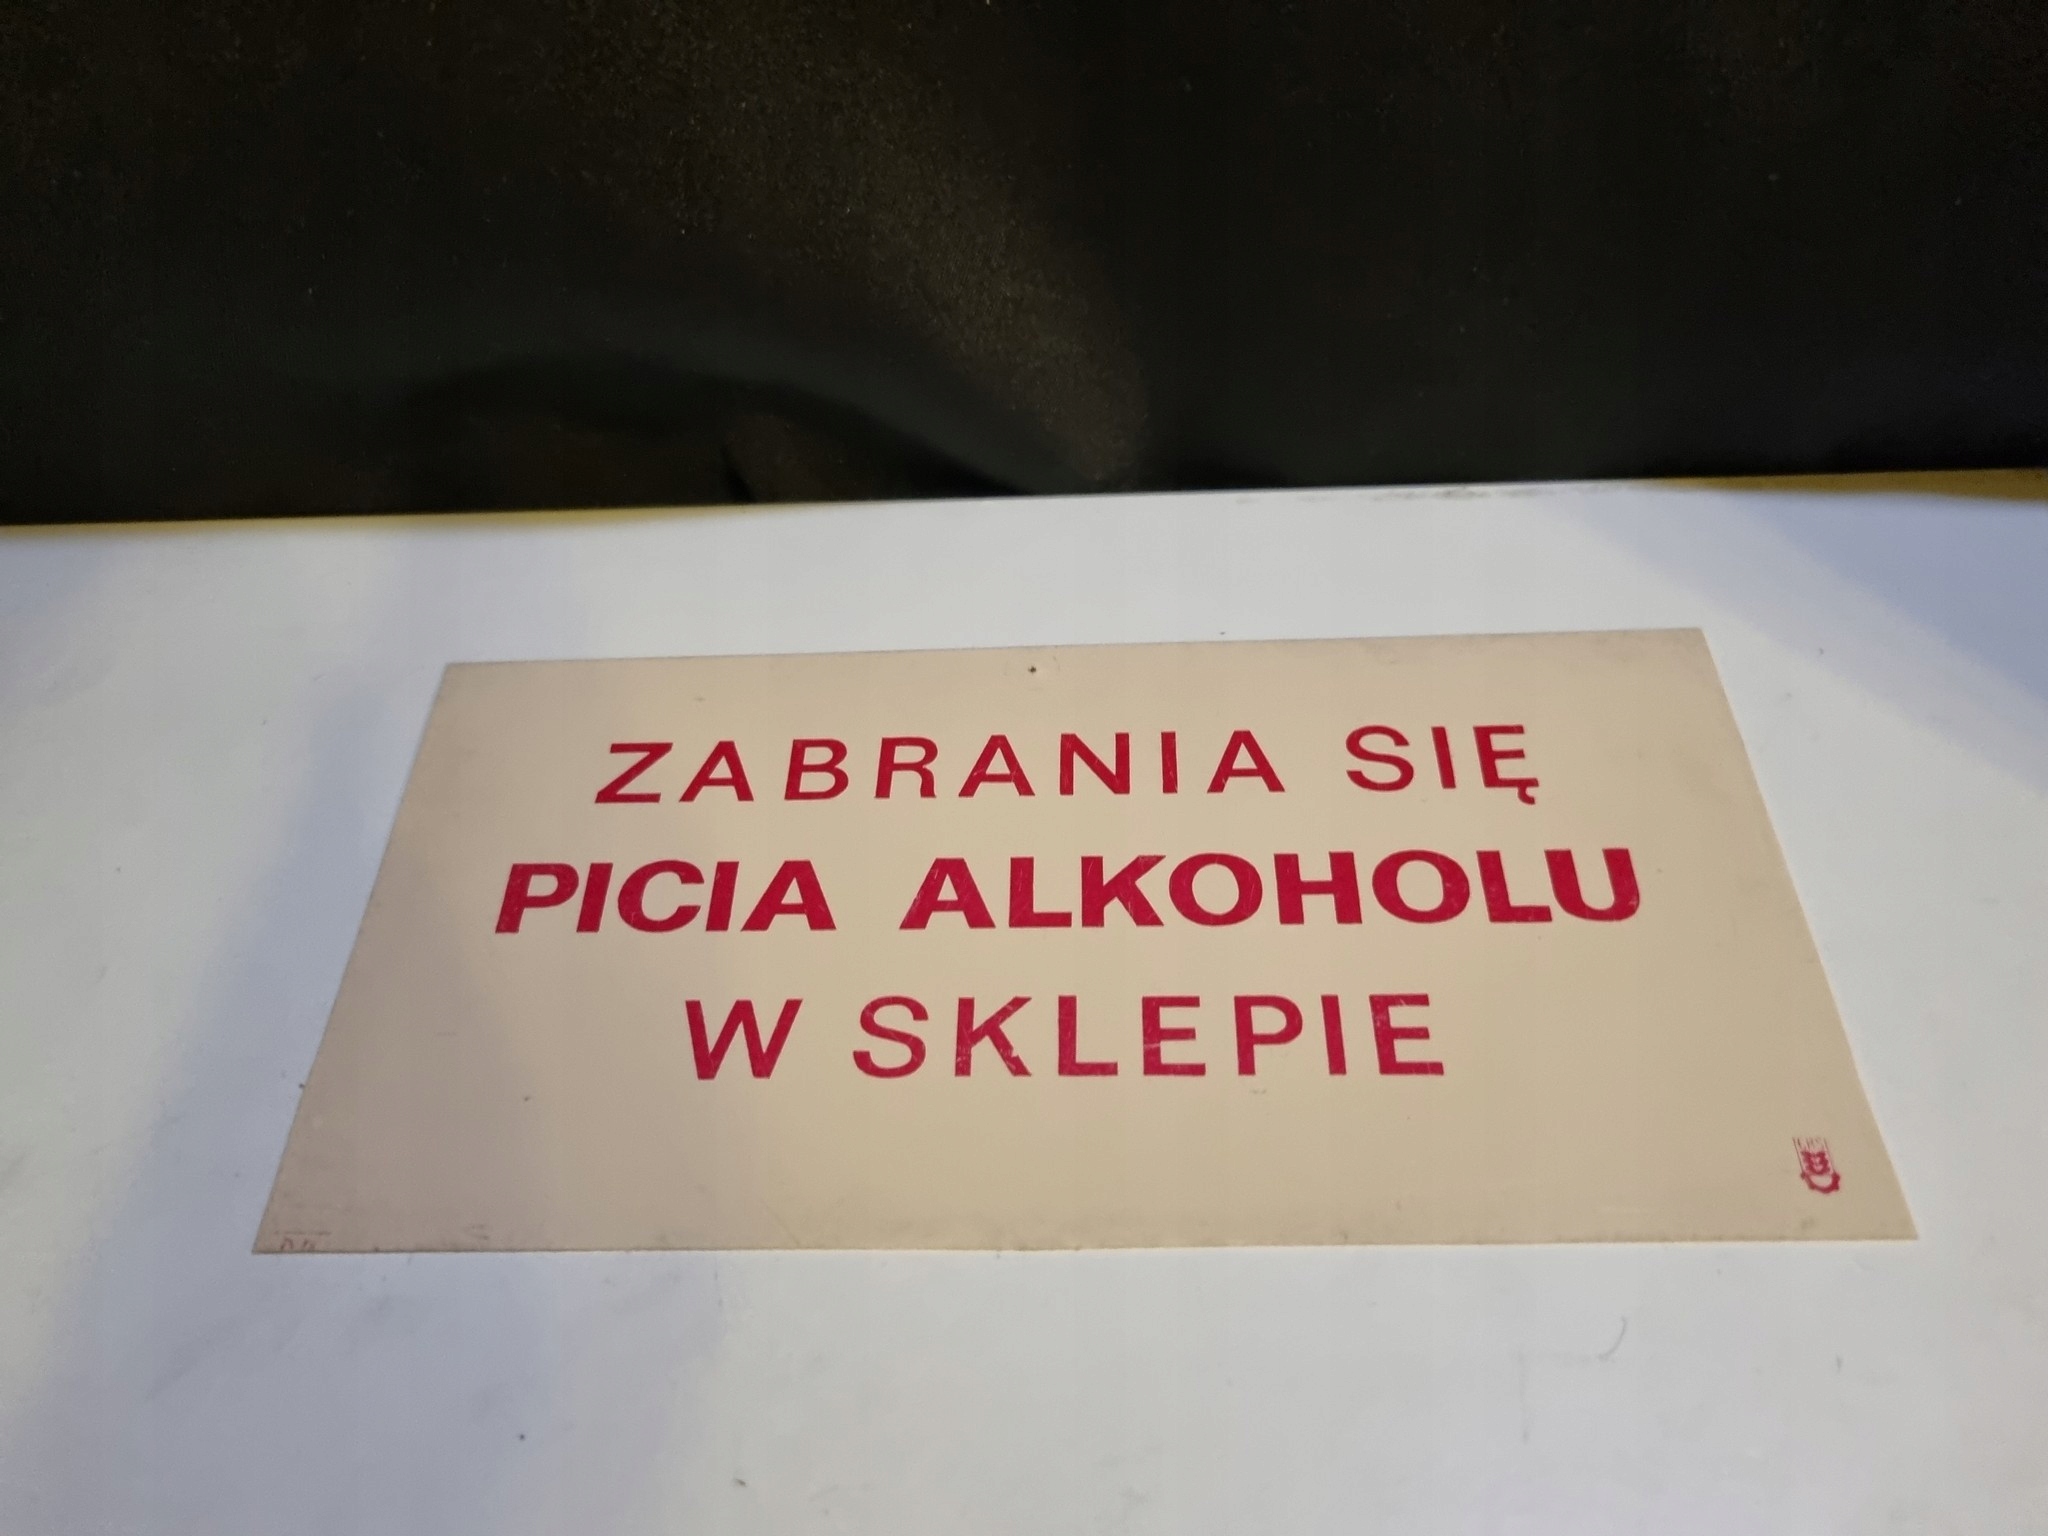 ZABRANIA SIĘ
PICIA ALKOHOLU
W SKLEPIE